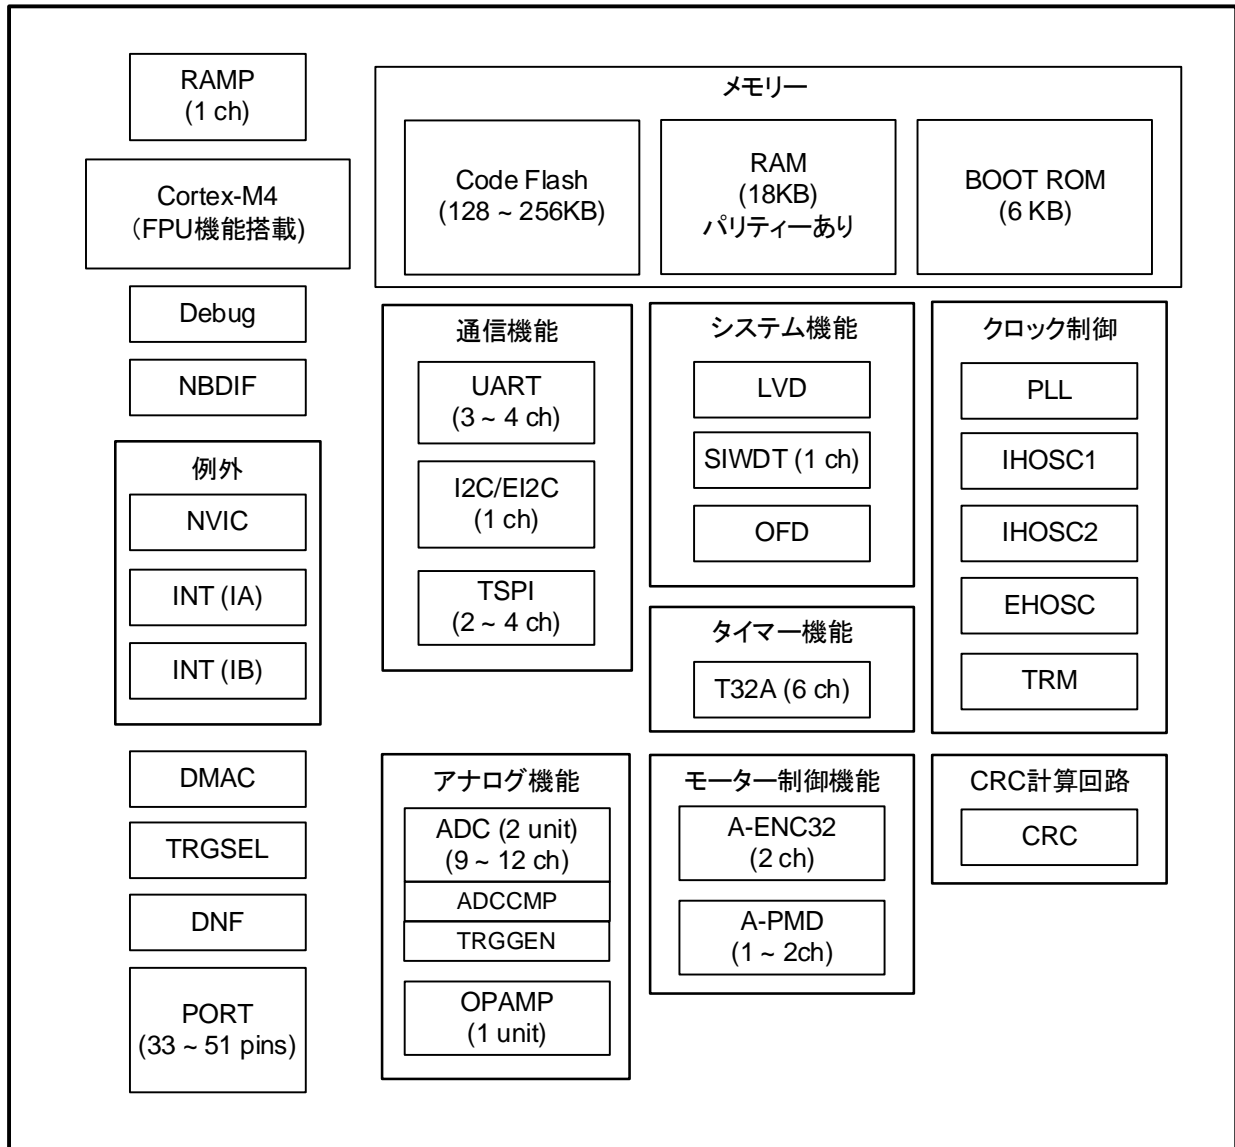 RAMP
(1 ch)
Cortex-M4
（FPU機能搭載)
Debug
NBDIF
例外
NVIC
INT (IA)
INT (IB)
DMAC
TRGSEL
DNF
PORT
(33 ~ 51 pins)
メモリー
Code Flash
(128 ~ 256KB)
RAM
(18KB)
パリティーあり
BOOT ROM
(6 KB)
通信機能
UART
(3 ~ 4 ch)
I2C/EI2C
(1 ch)
TSPI
(2 ~ 4 ch)
システム機能
LVD
SIWDT (1 ch)
OFD
タイマー機能
T32A (6 ch)
クロック制御
PLL
IHOSC1
IHOSC2
EHOSC
TRM
アナログ機能
ADC (2 unit)
(9 ~ 12 ch)
ADCCMP
TRGGEN
OPAMP
(1 unit)
モーター制御機能
A-ENC32
(2 ch)
A-PMD
(1 ~ 2ch)
CRC計算回路
CRC